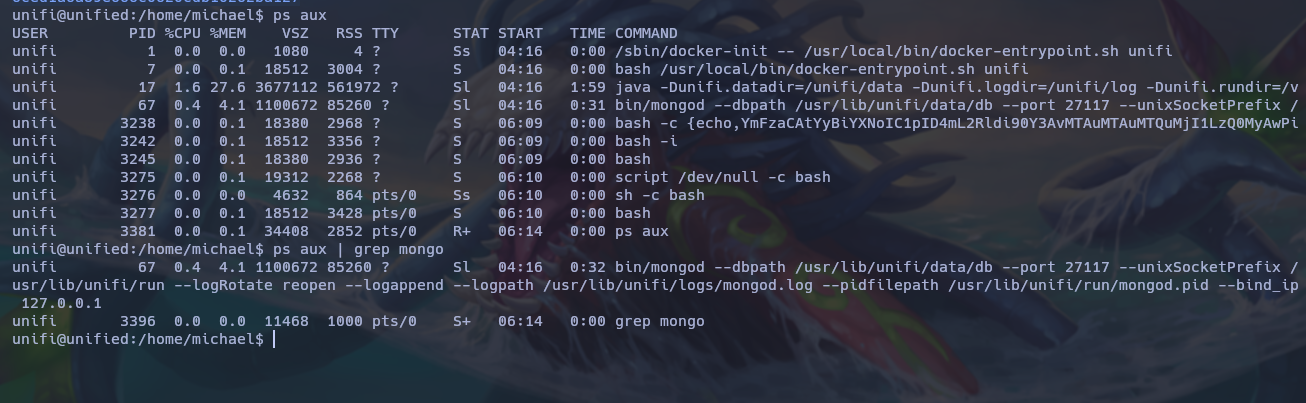 unifi@unified:/home/michael$ ps aux
USER PID %CPU %MEM VSZ RSS TTY STAT START TIME COMMAND
unifi 1 0.0 0.0 1080 4 ? Ss 04:16 0:00 /sbin/docker-init -- /usr/local/bin/docker-entrypoint.sh unifi
unifi 7 0.0 0.1 18512 3004 ? S 04:16 0:00 bash /usr/local/bin/docker-entrypoint.sh unifi
unifi 17 1.6 27.6 3677112 561972 ? Sl 04:16 1:59 java -Dunifi.datadir=/unifi/data -Dunifi.logdir=/unifi/log -Dunifi.rundir=/v
unifi 67 0.4 4.1 1100672 85260 ? Sl 04:16 0:31 bin/mongod --dbpath /usr/lib/unifi/data/db --port 27117 --unixSocketPrefix /
unifi 3238 0.0 0.1 18380 2968 ? S 06:09 0:00 bash -c {echo,YmFzaCAtYyBiYXNoIC1pID4mL2Rldi90Y3AvMTAuMTAuMTQuMjI1LzQ0MyAwPi
unifi 3242 0.0 0.1 18512 3356 ? S 06:09 0:00 bash -i
unifi 3245 0.0 0.1 18380 2936 ? S 06:09 0:00 bash
unifi 3275 0.0 0.1 19312 2268 ? S 06:10 0:00 script /dev/null -c bash
unifi 3276 0.0 0.0 4632 864 pts/0 Ss 06:10 0:00 sh -c bash
unifi 3277 0.0 0.1 18512 3428 pts/0 S 06:10 0:00 bash
unifi 3381 0.0 0.1 34408 2852 pts/0 R+ 06:14 0:00 ps aux
unifi@unified:/home/michael$ ps aux | grep mongo
unifi 67 0.4 4.1 1100672 85260 ? Sl 04:16 0:32 bin/mongod --dbpath /usr/lib/unifi/data/db --port 27117 --unixSocketPrefix /
usr/lib/unifi/run --logRotate reopen --logappend --logpath /usr/lib/unifi/logs/mongod.log --pidfilepath /usr/lib/unifi/run/mongod.pid --bind_ip
127.0.0.1
unifi 3396 0.0 0.0 11468 1000 pts/0 S+ 06:14 0:00 grep mongo
unifi@unified:/home/michael$